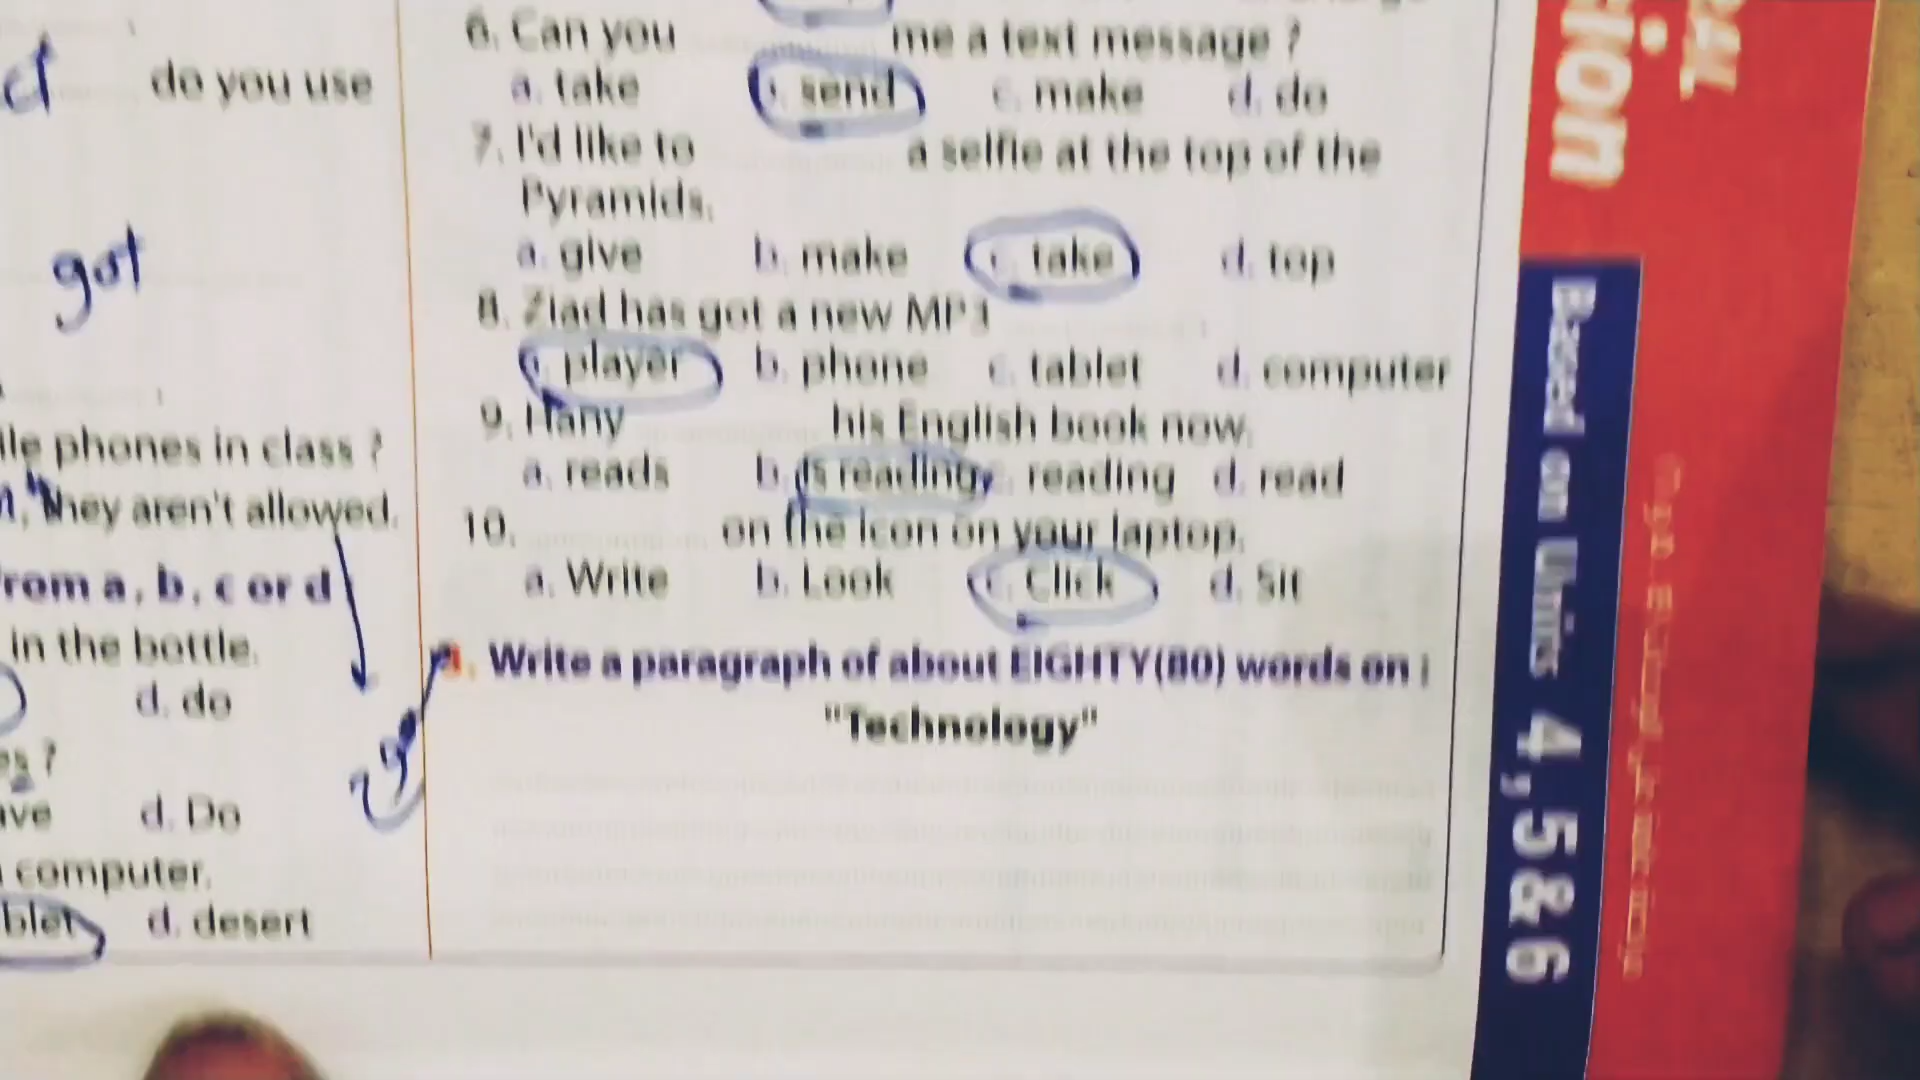 do you use
got
ile phones in class ?
they aren't allowed.
rom a, b, c or d
in the bottle.
d. do
es ?
ave d. Do
computer.
blet d. desert
6. Can you me a text message ?
a. take b. send c. make d. do
7. I'd like to a selfie at the top of the
Pyramids.
a. give b. make c. take d. top
8. Ziad has got a new MP3
a. player b. phone c. tablet d. computer
9. Hany his English book now.
a. reads b. is reading c. reading d. read
10. on the icon on your laptop.
a. Write b. Look c. Click d. Sit
Write a paragraph of about EIGHTY(80) words on :
"Technology"
sion
Based on Units 4,5&6